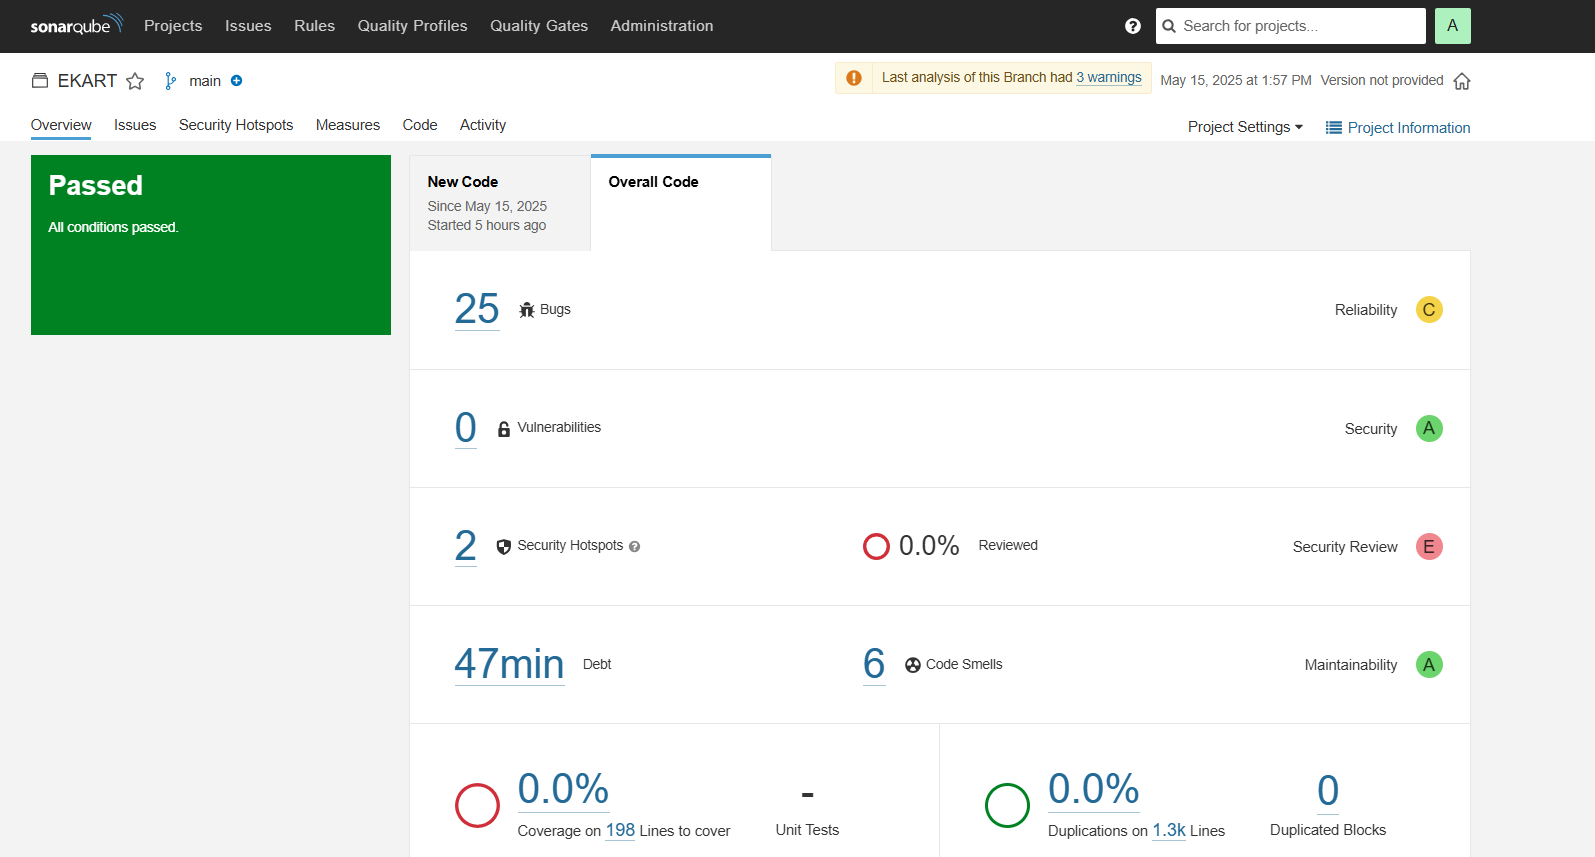 sonarqube Projects Issues Rules Quality Profiles Quality Gates Administration ? Search for projects... A
EKART main Last analysis of this Branch had 3 warnings May 15, 2025 at 1:57 PM Version not provided
Overview Issues Security Hotspots Measures Code Activity Project Settings Project Information
Passed
All conditions passed.
New Code
Since May 15, 2025
Started 5 hours ago
Overall Code
25 Bugs Reliability C
0 Vulnerabilities Security A
2 Security Hotspots ? 0.0% Reviewed Security Review E
47min Debt 6 Code Smells Maintainability A
0.0%
Coverage on 198 Lines to cover
-
Unit Tests
0.0%
Duplications on 1.3k Lines
0
Duplicated Blocks